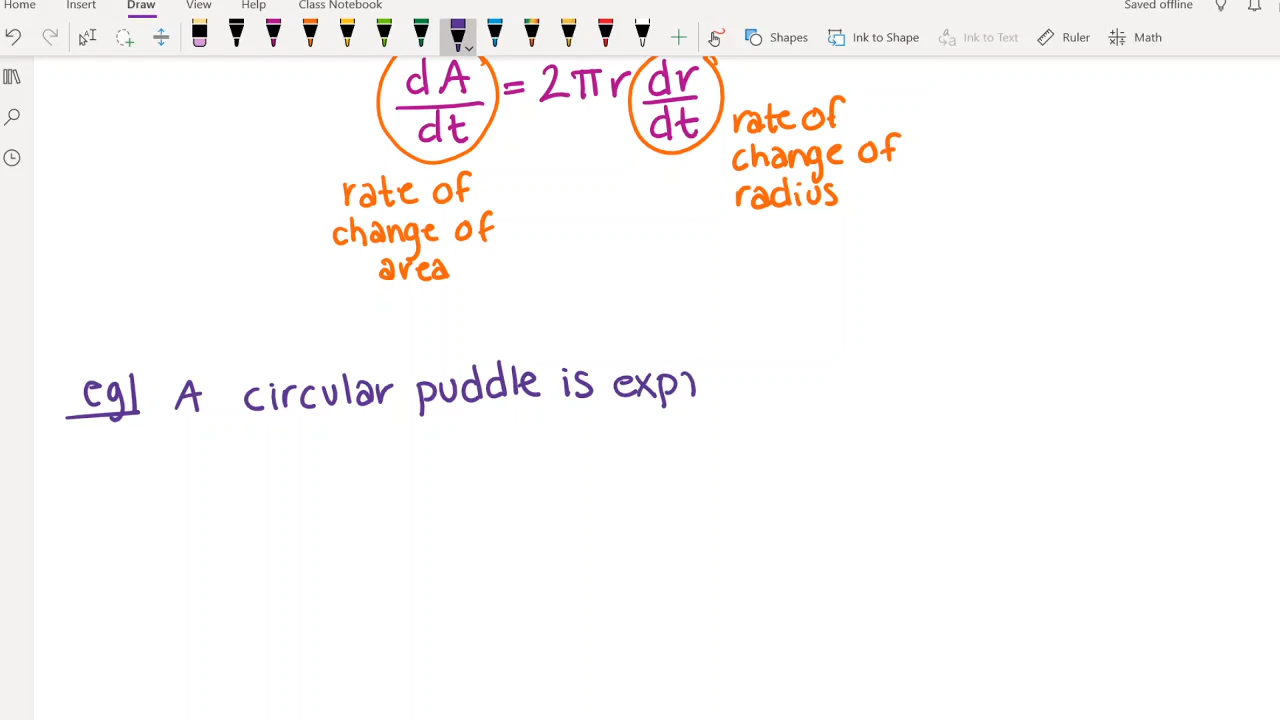 Home Insert Draw View Help Class Notebook Saved offline
Shapes Ink to Shape Ink to Text Ruler Math
dA/dt = 2πr dr/dt
rate of
change of
radius
rate of
change of
area
eg1 A circular puddle is exp